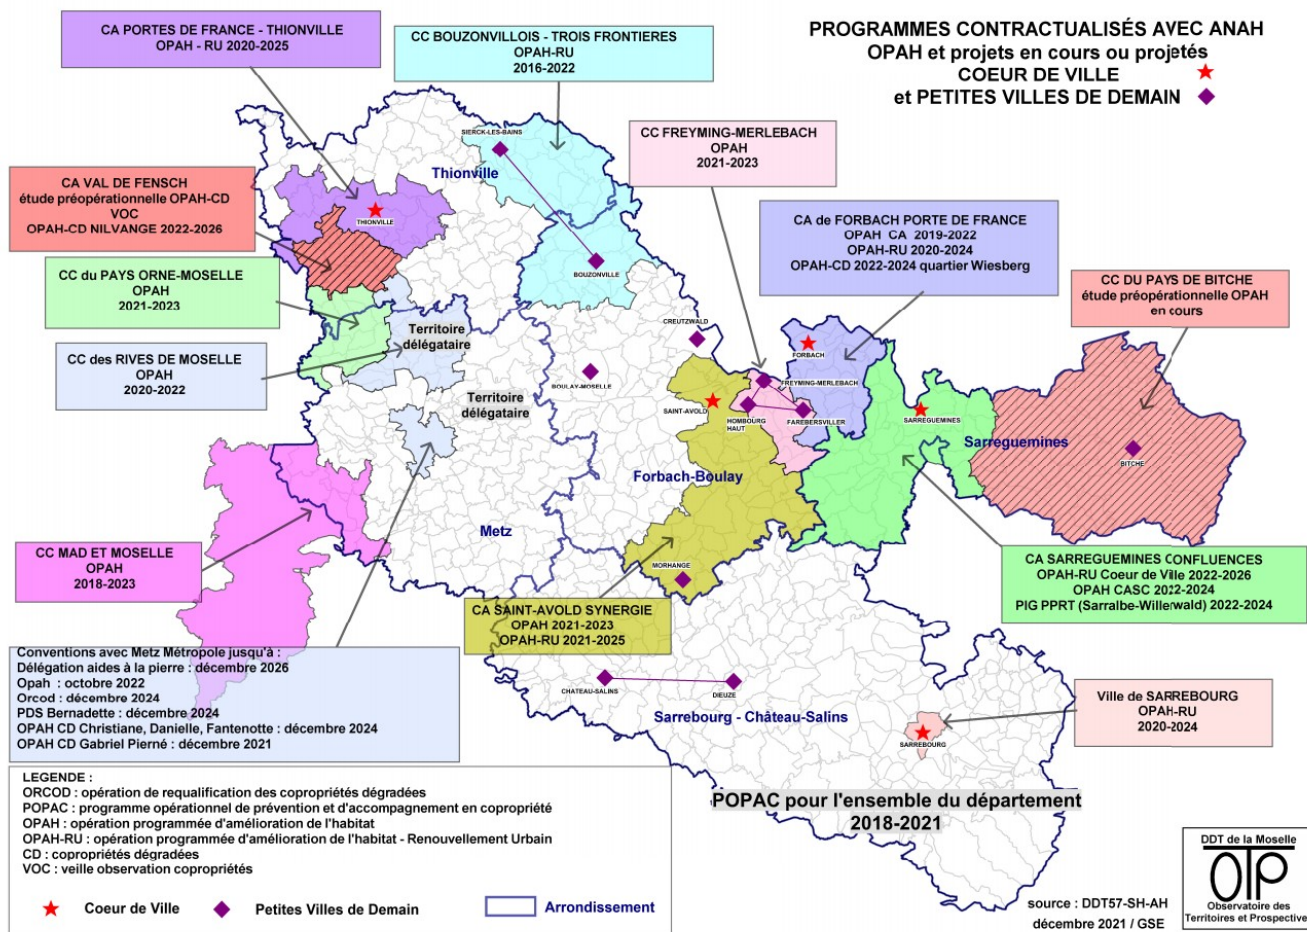 PROGRAMMES CONTRACTUALISÉS AVEC ANAH
OPAH et projets en cours ou projetés
COEUR DE VILLE
et PETITES VILLES DE DEMAIN
CA PORTES DE FRANCE - THIONVILLE
OPAH - RU 2020-2025
CC BOUZONVILLOIS - TROIS FRONTIERES
OPAH-RU
2016-2022
CC FREYMING-MERLEBACH
OPAH
2021-2023
CA VAL DE FENSCH
étude préopérationnelle OPAH-CD
VOC
OPAH-CD NILVANGE 2022-2026
CA de FORBACH PORTE DE FRANCE
OPAH CA 2019-2022
OPAH-RU 2020-2024
OPAH-CD 2022-2024 quartier Wiesberg
CC du PAYS ORNE-MOSELLE
OPAH
2021-2023
CC DU PAYS DE BITCHE
étude préopérationnelle OPAH
en cours
CC des RIVES DE MOSELLE
OPAH
2020-2022
SIERCK-LES-BAINS
Thionville
THIONVILLE
BOUZONVILLE
Territoire
délégataire
CREUTZWALD
BOULAY-MOSELLE
Territoire
délégataire
FORBACH
FREYMING-MERLEBACH
SAINT-AVOLD
HOMBOURG
HAUT
FAREBERSVILLER
SARREGUEMINES
Sarreguemines
BITCHE
Forbach-Boulay
Metz
MORHANGE
CC MAD ET MOSELLE
OPAH
2018-2023
CA SARREGUEMINES CONFLUENCES
OPAH-RU Coeur de Ville 2022-2026
OPAH CASC 2022-2024
PIG PPRT (Sarralbe-Willerwald) 2022-2024
CA SAINT-AVOLD SYNERGIE
OPAH 2021-2023
OPAH-RU 2021-2025
Conventions avec Metz Métropole jusqu'à :
Délégation aides à la pierre : décembre 2026
Opah : octobre 2022
Orcod : décembre 2024
PDS Bernadette : décembre 2024
OPAH CD Christiane, Danielle, Fantenotte : décembre 2024
OPAH CD Gabriel Pierné : décembre 2021
CHATEAU-SALINS
DIEUZE
Sarrebourg - Château-Salins
SARREBOURG
Ville de SARREBOURG
OPAH-RU
2020-2024
POPAC pour l'ensemble du département
2018-2021
LEGENDE :
ORCOD : opération de requalification des copropriétés dégradées
POPAC : programme opérationnel de prévention et d'accompagnement en copropriété
OPAH : opération programmée d'amélioration de l'habitat
OPAH-RU : opération programmée d'amélioration de l'habitat - Renouvellement Urbain
CD : copropriétés dégradées
VOC : veille observation copropriétés
Coeur de Ville
Petites Villes de Demain
Arrondissement
source : DDT57-SH-AH
décembre 2021 / GSE
DDT de la Moselle
OTP
Observatoire des
Territoires et Prospective